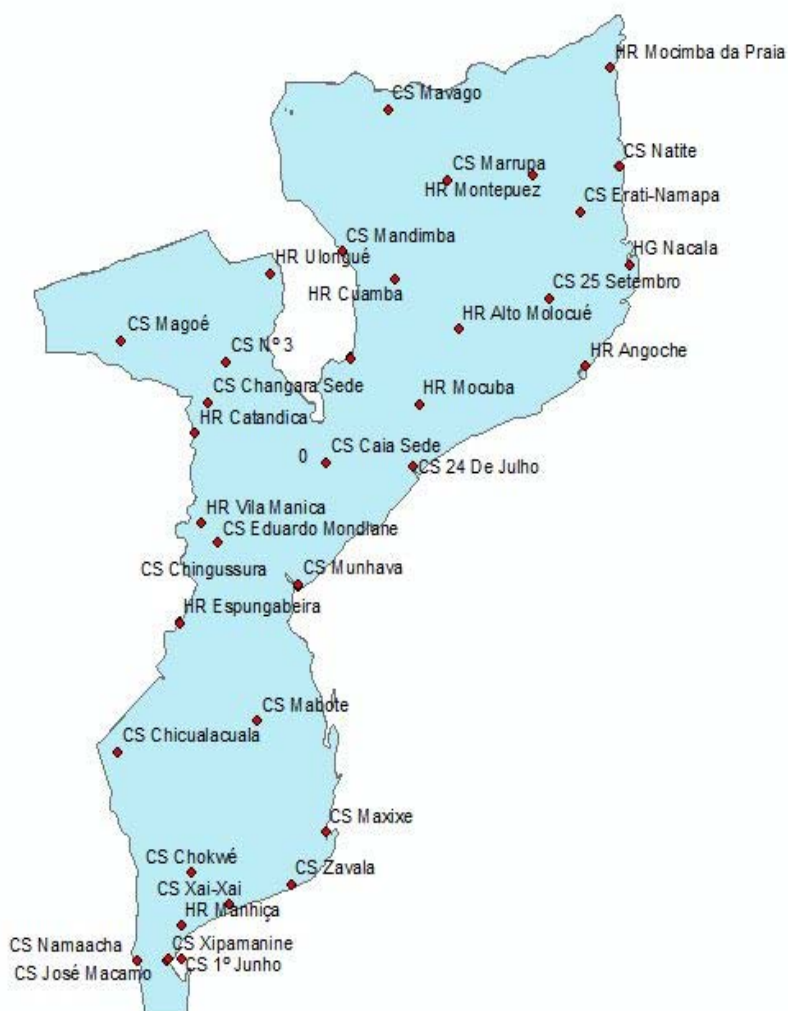 HR Mocimba da Praia
CS Mavago
CS Natite
CS Marrupa
HR Montepuez
CS Erati-Namapa
CS Mandimba
HG Nacala
HR Ulongué
CS 25 Setembro
HR Cuamba
HR Alto Molocué
CS Magoé
CS Nº 3
HR Angoche
CS Changara Sede
HR Mocuba
HR Catandica
CS Caia Sede
0
CS 24 De Julho
HR Vila Manica
CS Eduardo Mondlane
CS Chingussura
CS Munhava
HR Espungabeira
CS Mabote
CS Chicualacuala
CS Maxixe
CS Chokwé
CS Zavala
CS Xai-Xai
HR Manhiça
CS Namaacha
CS Xipamanine
CS José Macamo
CS 1º Junho